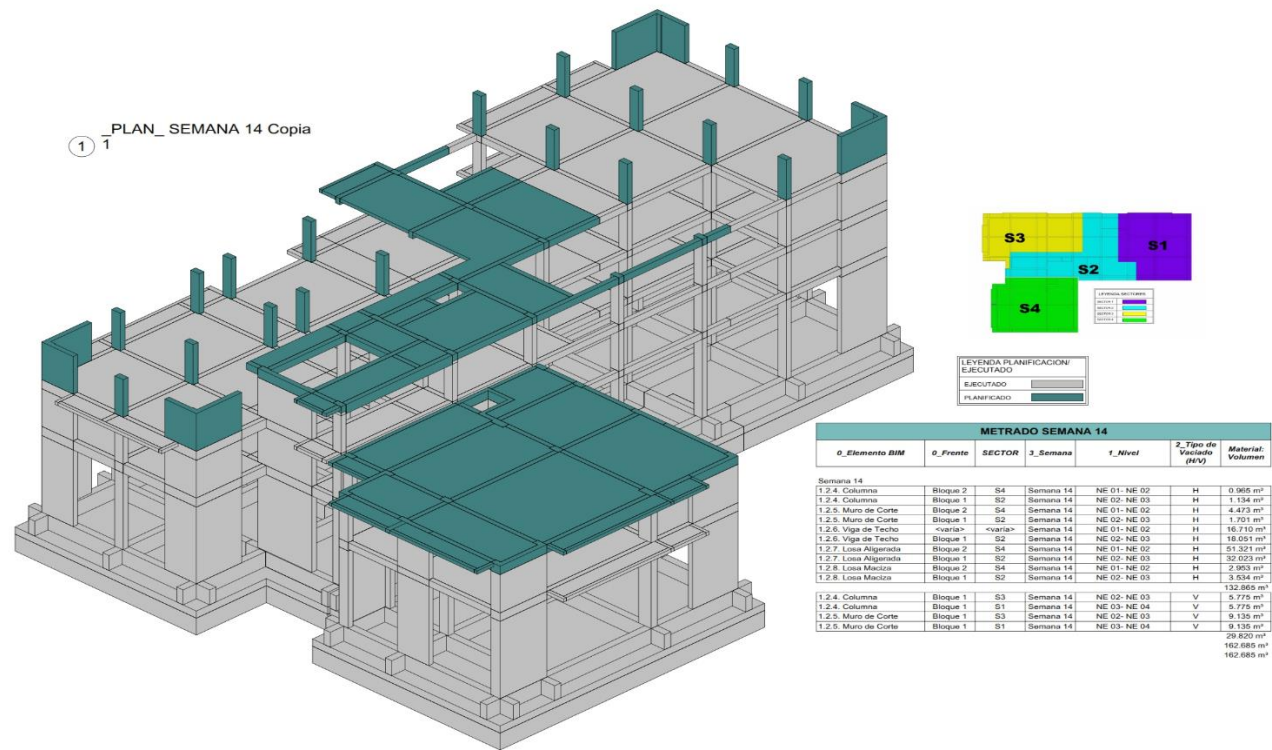 _PLAN_ SEMANA 14 Copia
1 1
S3
S1
S2
S4
LEYENDA SECTORES
SECTOR 1
SECTOR 2
SECTOR 3
SECTOR 4
LEYENDA PLANIFICACION/
EJECUTADO
EJECUTADO
PLANIFICADO
METRADO SEMANA 14
0_Elemento BIM 0_Frente SECTOR 3_Semana 1_Nivel 2_Tipo de Vaciado (H/V) Material: Volumen
Semana 14
1.2.4. Columna Bloque 2 S4 Semana 14 NE 01- NE 02 H 0.965 m³
1.2.4. Columna Bloque 1 S2 Semana 14 NE 02- NE 03 H 1.134 m³
1.2.5. Muro de Corte Bloque 2 S4 Semana 14 NE 01- NE 02 H 4.473 m³
1.2.5. Muro de Corte Bloque 1 S2 Semana 14 NE 02- NE 03 H 1.701 m³
1.2.6. Viga de Techo <varía> <varía> Semana 14 NE 01- NE 02 H 16.710 m³
1.2.6. Viga de Techo Bloque 1 S2 Semana 14 NE 02- NE 03 H 18.051 m³
1.2.7. Losa Aligerada Bloque 2 S4 Semana 14 NE 01- NE 02 H 51.321 m³
1.2.7. Losa Aligerada Bloque 1 S2 Semana 14 NE 02- NE 03 H 32.023 m³
1.2.8. Losa Maciza Bloque 2 S4 Semana 14 NE 01- NE 02 H 2.953 m³
1.2.8. Losa Maciza Bloque 1 S2 Semana 14 NE 02- NE 03 H 3.534 m³
132.865 m³
1.2.4. Columna Bloque 1 S3 Semana 14 NE 02- NE 03 V 5.775 m³
1.2.4. Columna Bloque 1 S1 Semana 14 NE 03- NE 04 V 5.775 m³
1.2.5. Muro de Corte Bloque 1 S3 Semana 14 NE 02- NE 03 V 9.135 m³
1.2.5. Muro de Corte Bloque 1 S1 Semana 14 NE 03- NE 04 V 9.135 m³
29.820 m³
162.685 m³
162.685 m³